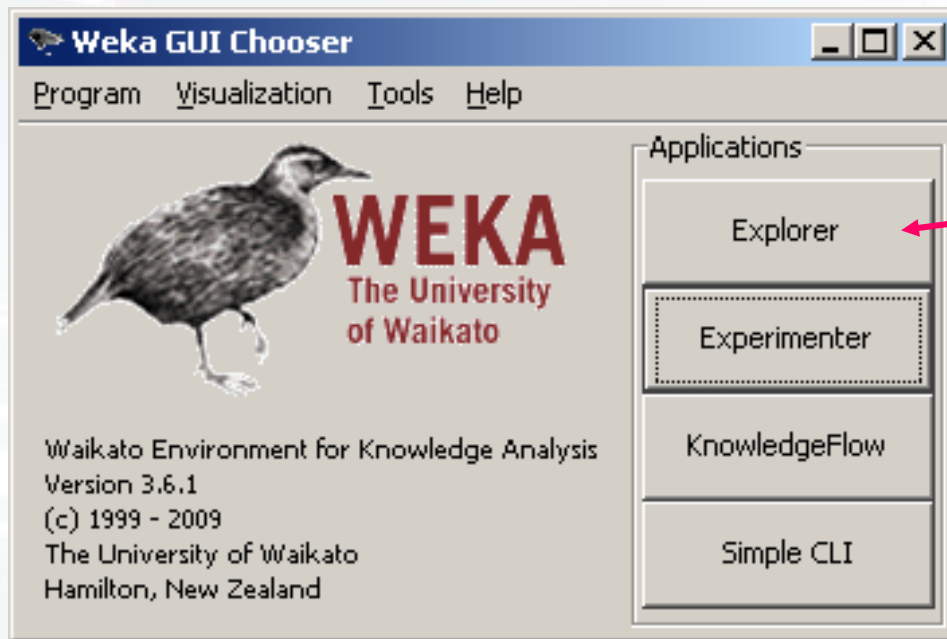 Weka GUI Chooser
Program Visualization Tools Help
WEKA
The University
of Waikato
Waikato Environment for Knowledge Analysis
Version 3.6.1
(c) 1999 - 2009
The University of Waikato
Hamilton, New Zealand
Applications
Explorer
Experimenter
KnowledgeFlow
Simple CLI